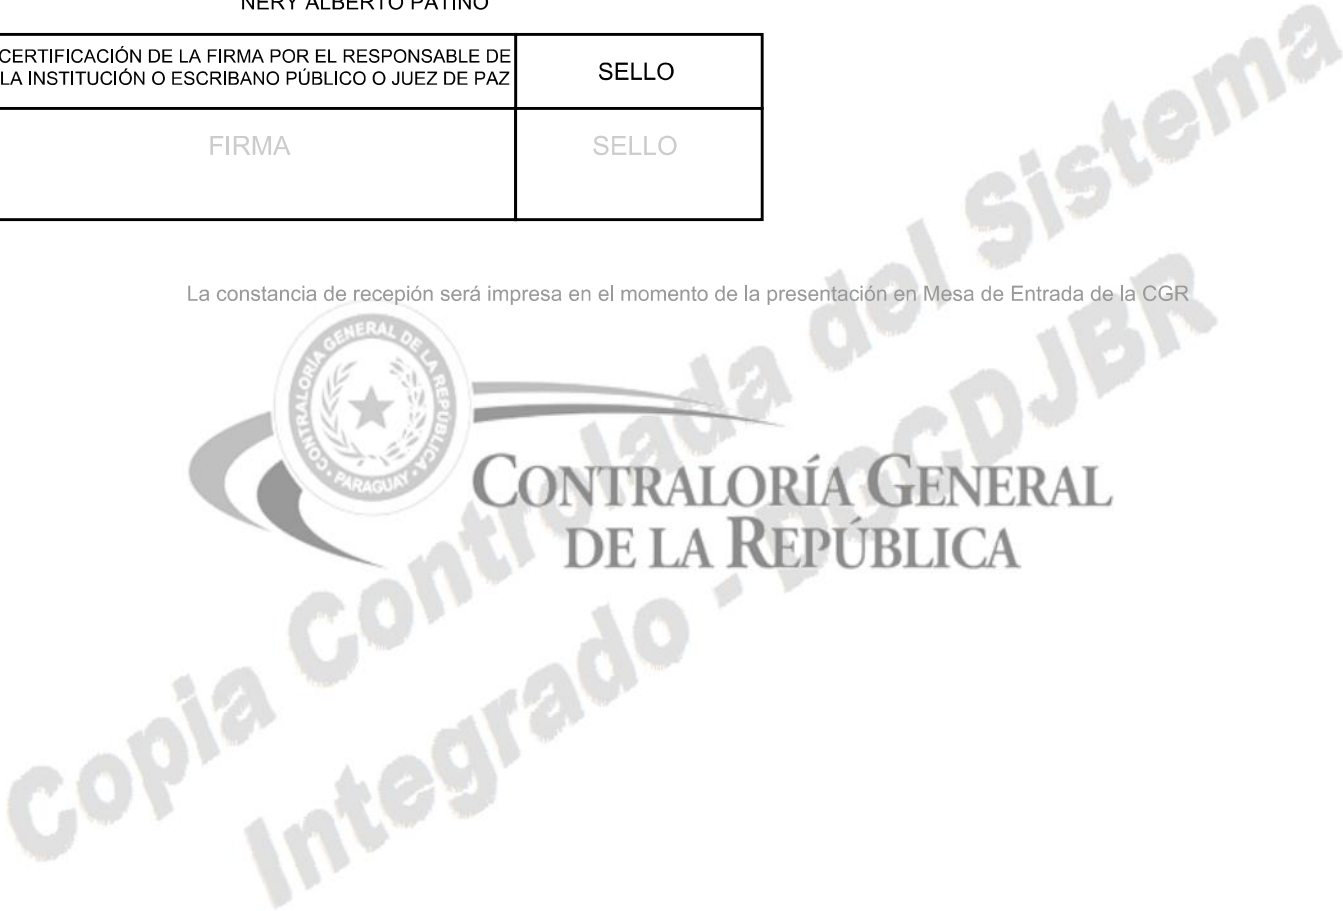 NERY ALBERTO PATIÑO
CERTIFICACIÓN DE LA FIRMA POR EL RESPONSABLE DE
LA INSTITUCIÓN O ESCRIBANO PÚBLICO O JUEZ DE PAZ
SELLO
FIRMA
SELLO
La constancia de recepión será impresa en el momento de la presentación en Mesa de Entrada de la CGR
CONTRALORÍA GENERAL DE LA REPÚBLICA
· PARAGUAY ·
CONTRALORÍA GENERAL
DE LA REPÚBLICA
Copia Controlada del Sistema
Integrado - DGCDJBR